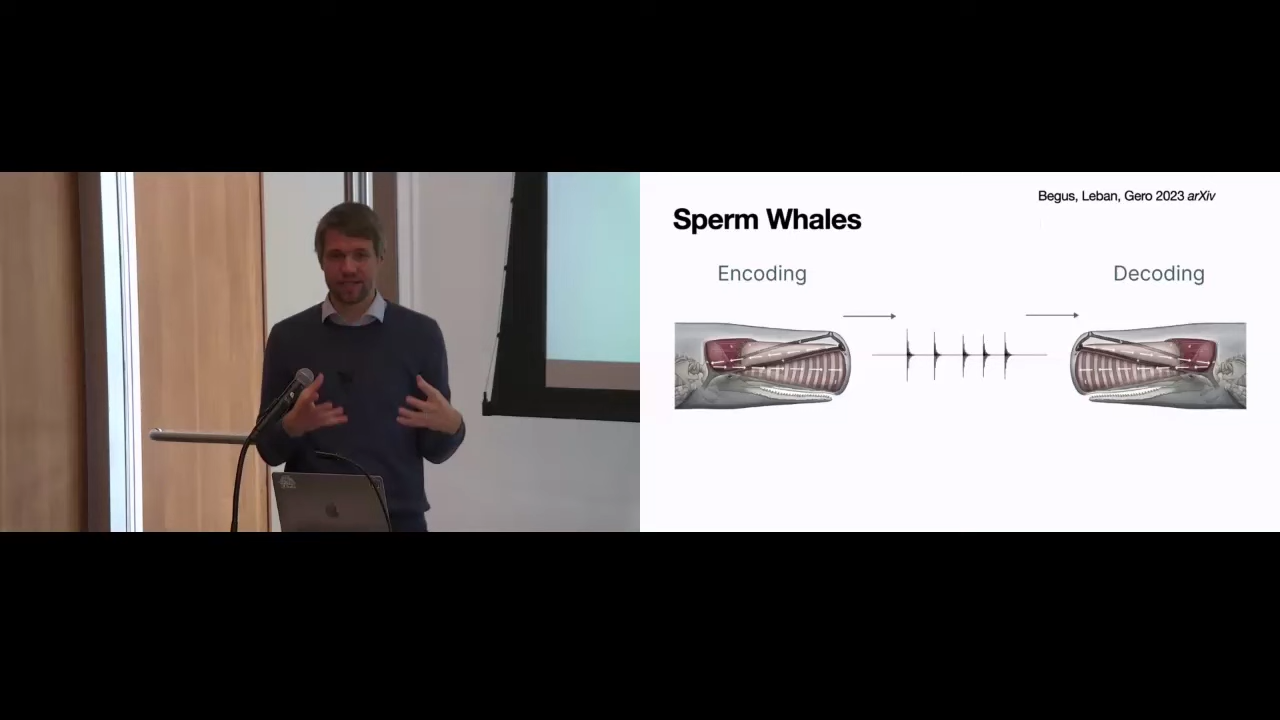 Begus, Leban, Gero 2023 arXiv
Sperm Whales
Encoding
Decoding